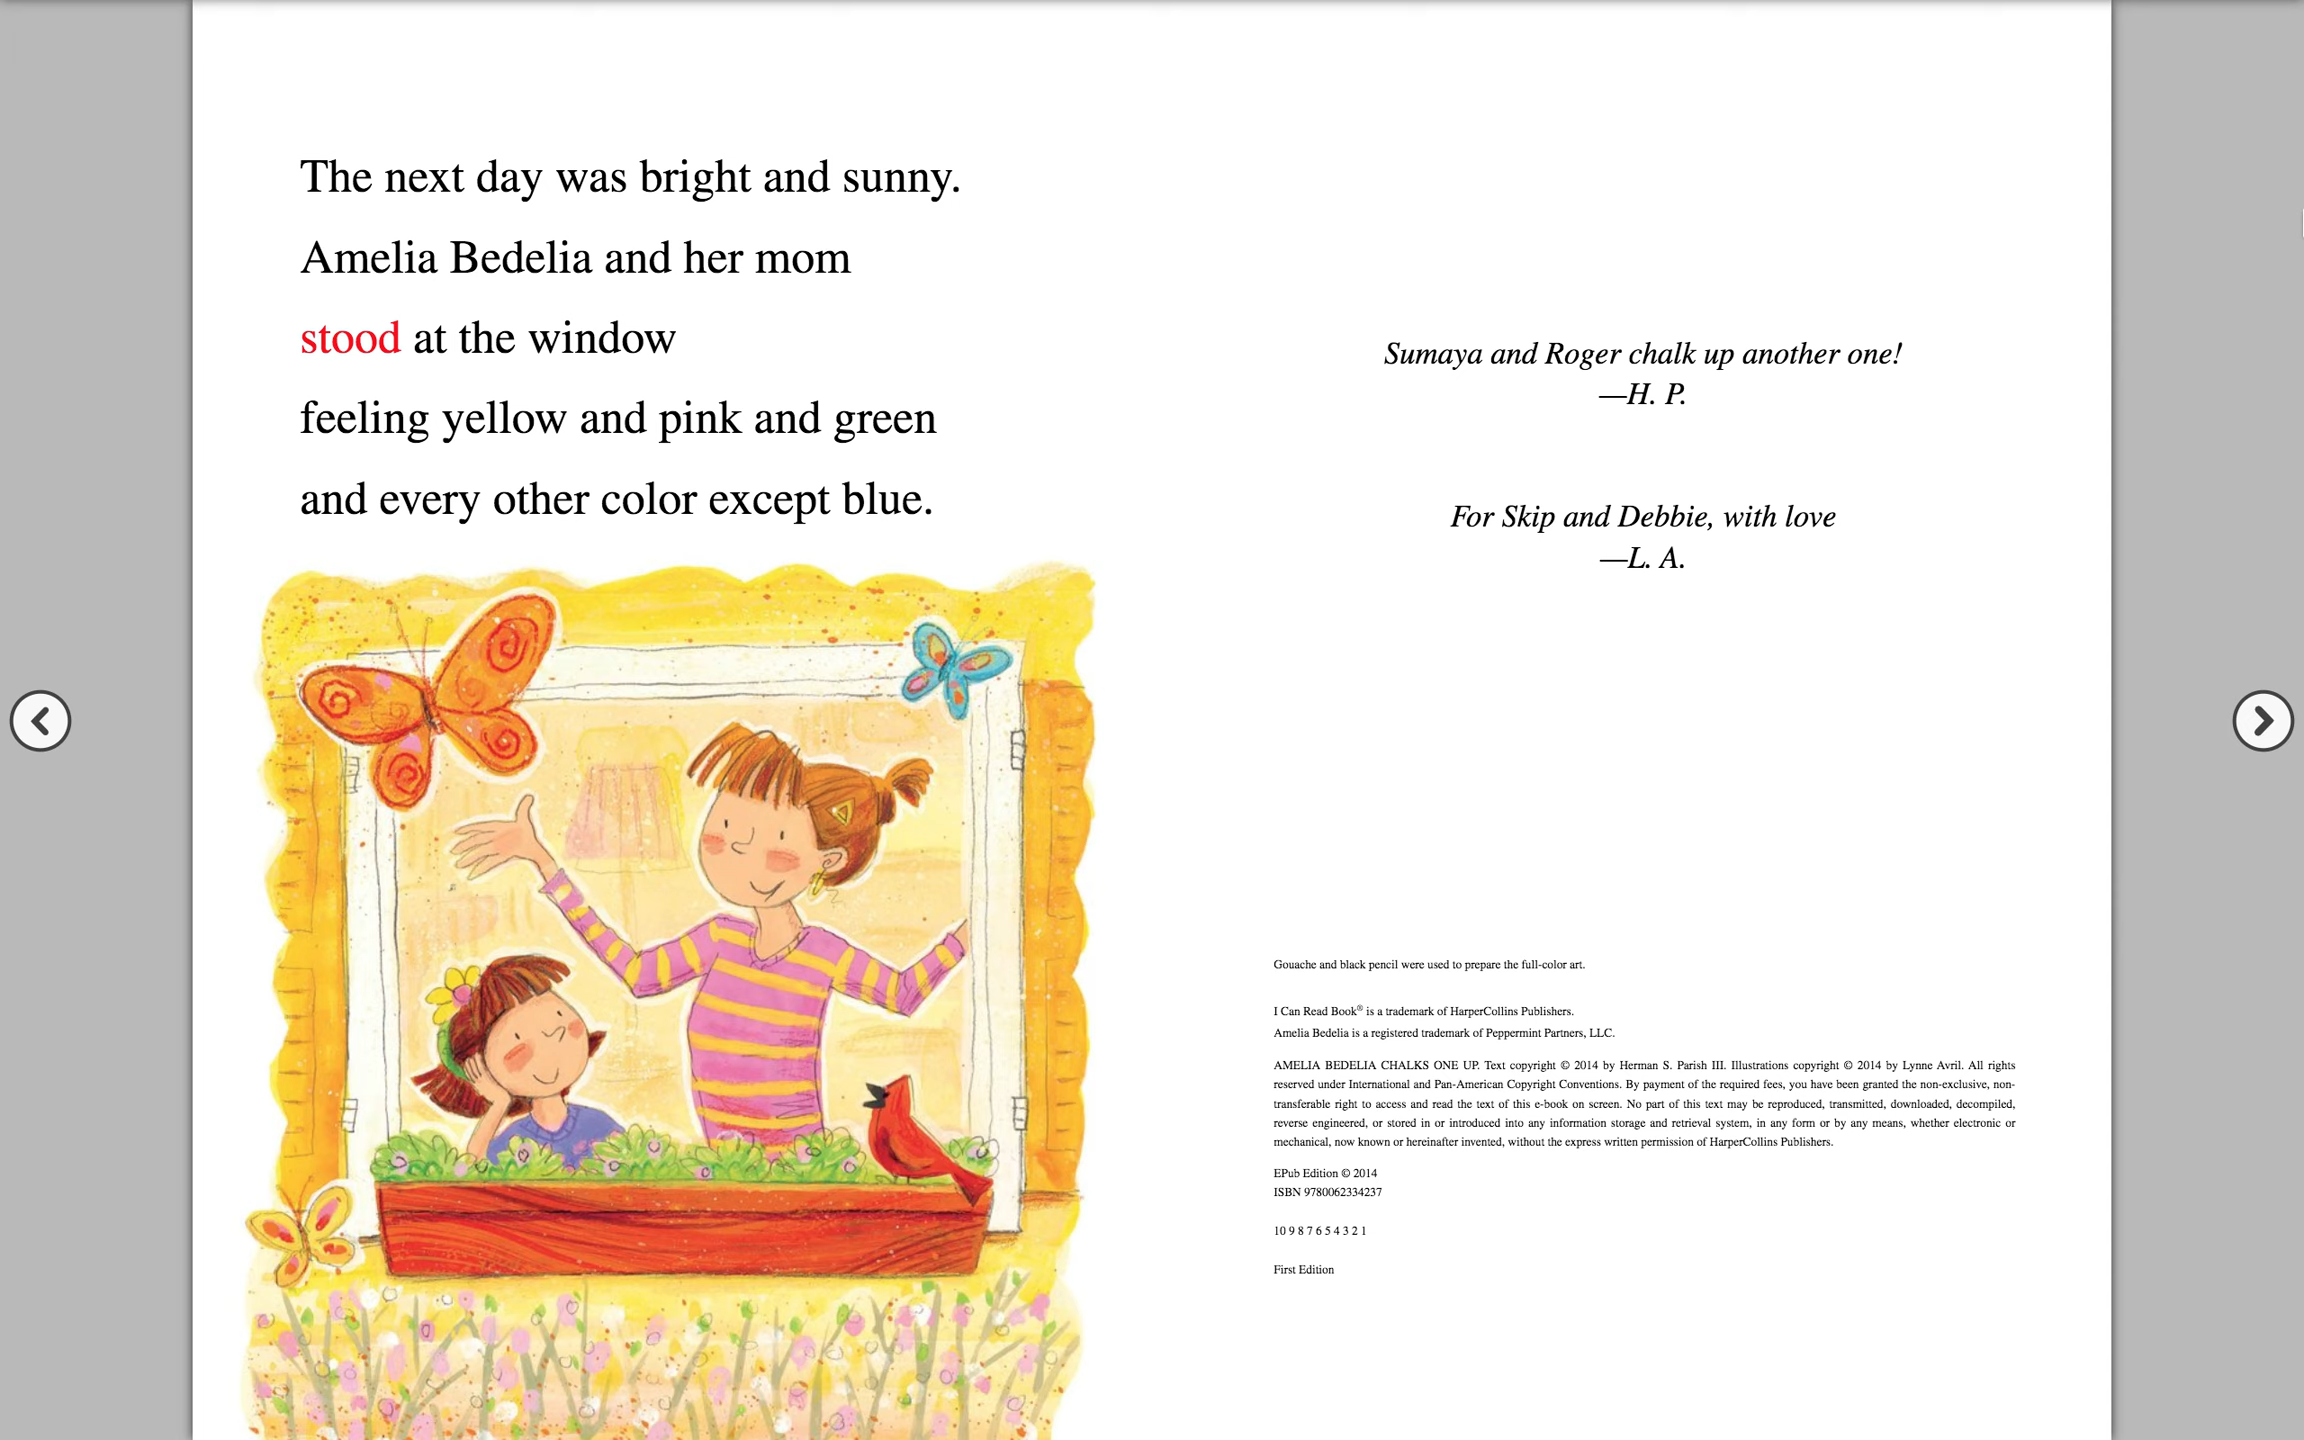 The next day was bright and sunny.
Amelia Bedelia and her mom
stood at the window
feeling yellow and pink and green
and every other color except blue.
Sumaya and Roger chalk up another one!
—H. P.
For Skip and Debbie, with love
—L. A.
Gouache and black pencil were used to prepare the full-color art.
I Can Read Book® is a trademark of HarperCollins Publishers.
Amelia Bedelia is a registered trademark of Peppermint Partners, LLC.
AMELIA BEDELIA CHALKS ONE UP. Text copyright © 2014 by Herman S. Parish III. Illustrations copyright © 2014 by Lynne Avril. All rights
reserved under International and Pan-American Copyright Conventions. By payment of the required fees, you have been granted the non-exclusive, non-
transferable right to access and read the text of this e-book on screen. No part of this text may be reproduced, transmitted, downloaded, decompiled,
reverse engineered, or stored in or introduced into any information storage and retrieval system, in any form or by any means, whether electronic or
mechanical, now known or hereinafter invented, without the express written permission of HarperCollins Publishers.
EPub Edition © 2014
ISBN 9780062334237
10 9 8 7 6 5 4 3 2 1
First Edition